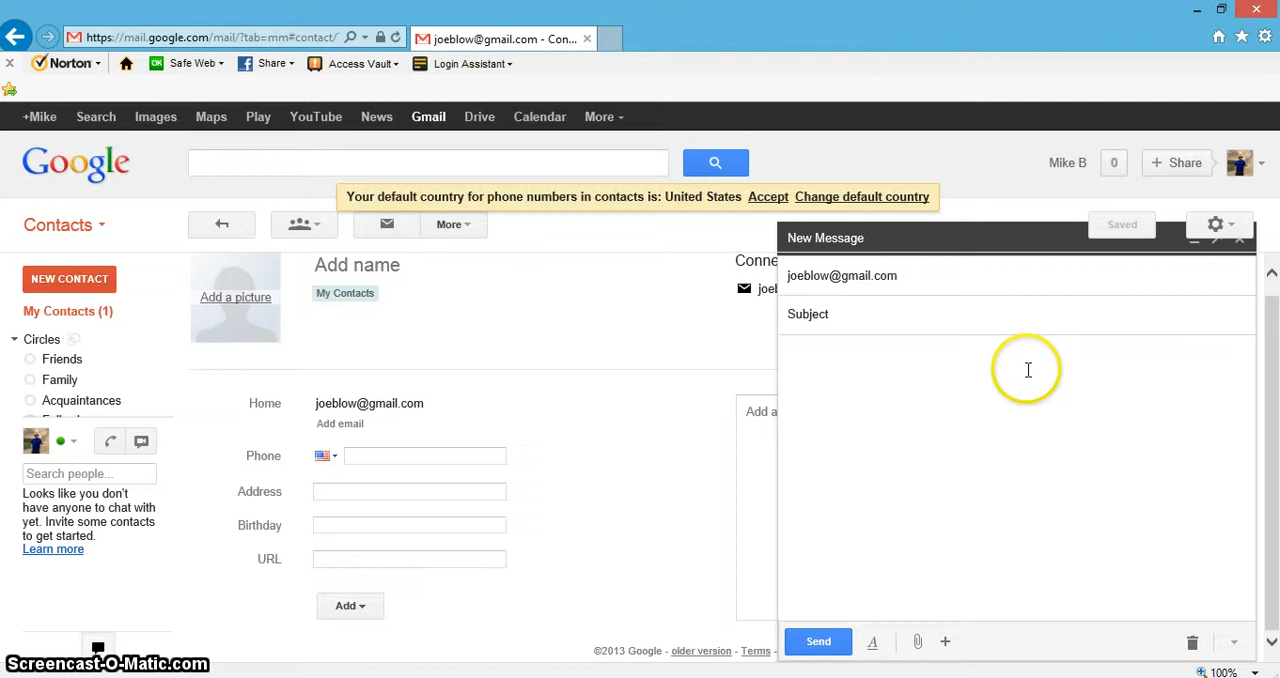 https://mail.google.com/mail/?tab=mm#contact/
joeblow@gmail.com - Con...
Norton
OK Safe Web
Share
Access Vault
Login Assistant
+Mike Search Images Maps Play YouTube News Gmail Drive Calendar More
Google
Mike B 0 + Share
Your default country for phone numbers in contacts is: United States Accept Change default country
Contacts
More
Saved
New Message
NEW CONTACT
My Contacts (1)
Circles
Friends
Family
Acquaintances
Search people...
Looks like you don't
have anyone to chat with
yet. Invite some contacts
to get started.
Learn more
Add a picture
Add name
My Contacts
Home joeblow@gmail.com
Add email
Phone
Address
Birthday
URL
Add
Conne
joeb
Add a
joeblow@gmail.com
Subject
Send A +
©2013 Google - older version - Terms -
Screencast-O-Matic.com
100%